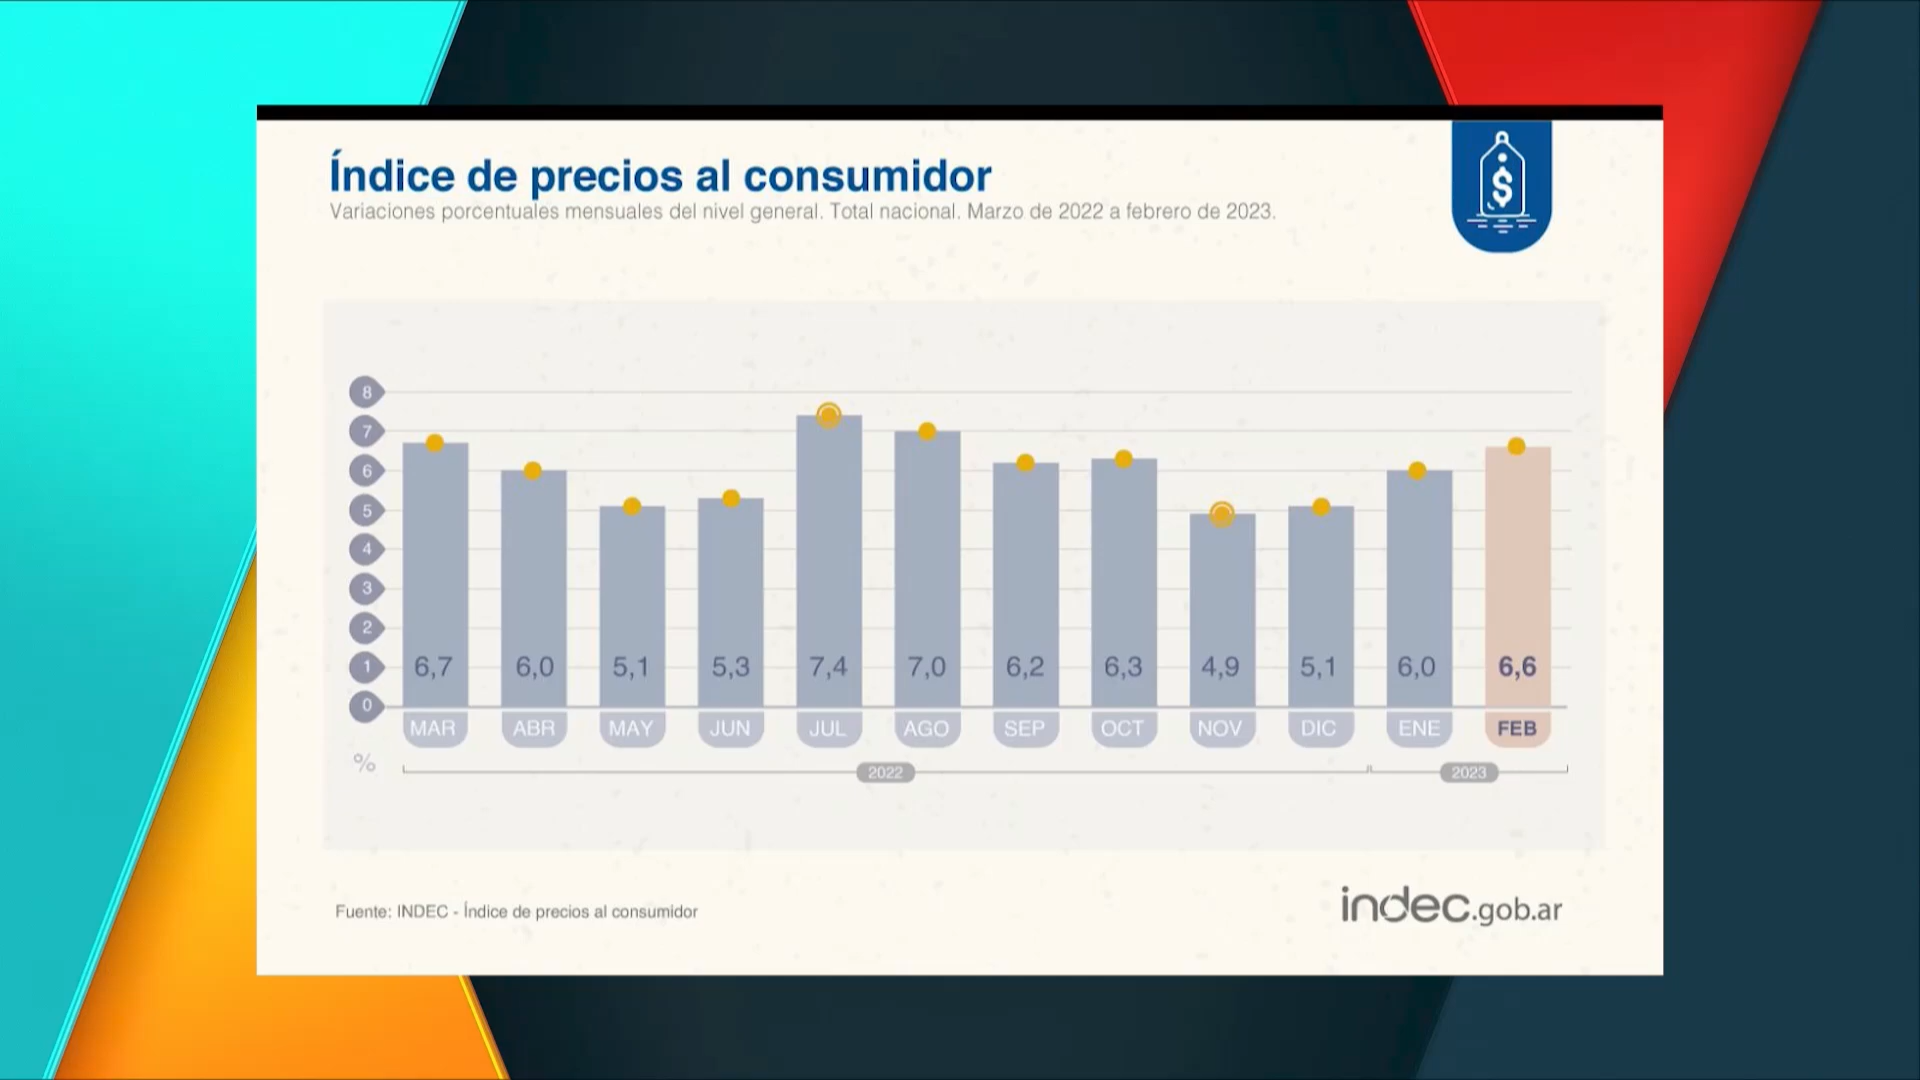 Índice de precios al consumidor
Variaciones porcentuales mensuales del nivel general. Total nacional. Marzo de 2022 a febrero de 2023.
$
8
7
6
5
4
3
2
1
0
%
6,7 6,0 5,1 5,3 7,4 7,0 6,2 6,3 4,9 5,1 6,0 6,6
MAR ABR MAY JUN JUL AGO SEP OCT NOV DIC ENE FEB
2022 2023
Fuente: INDEC - Índice de precios al consumidor
indec.gob.ar